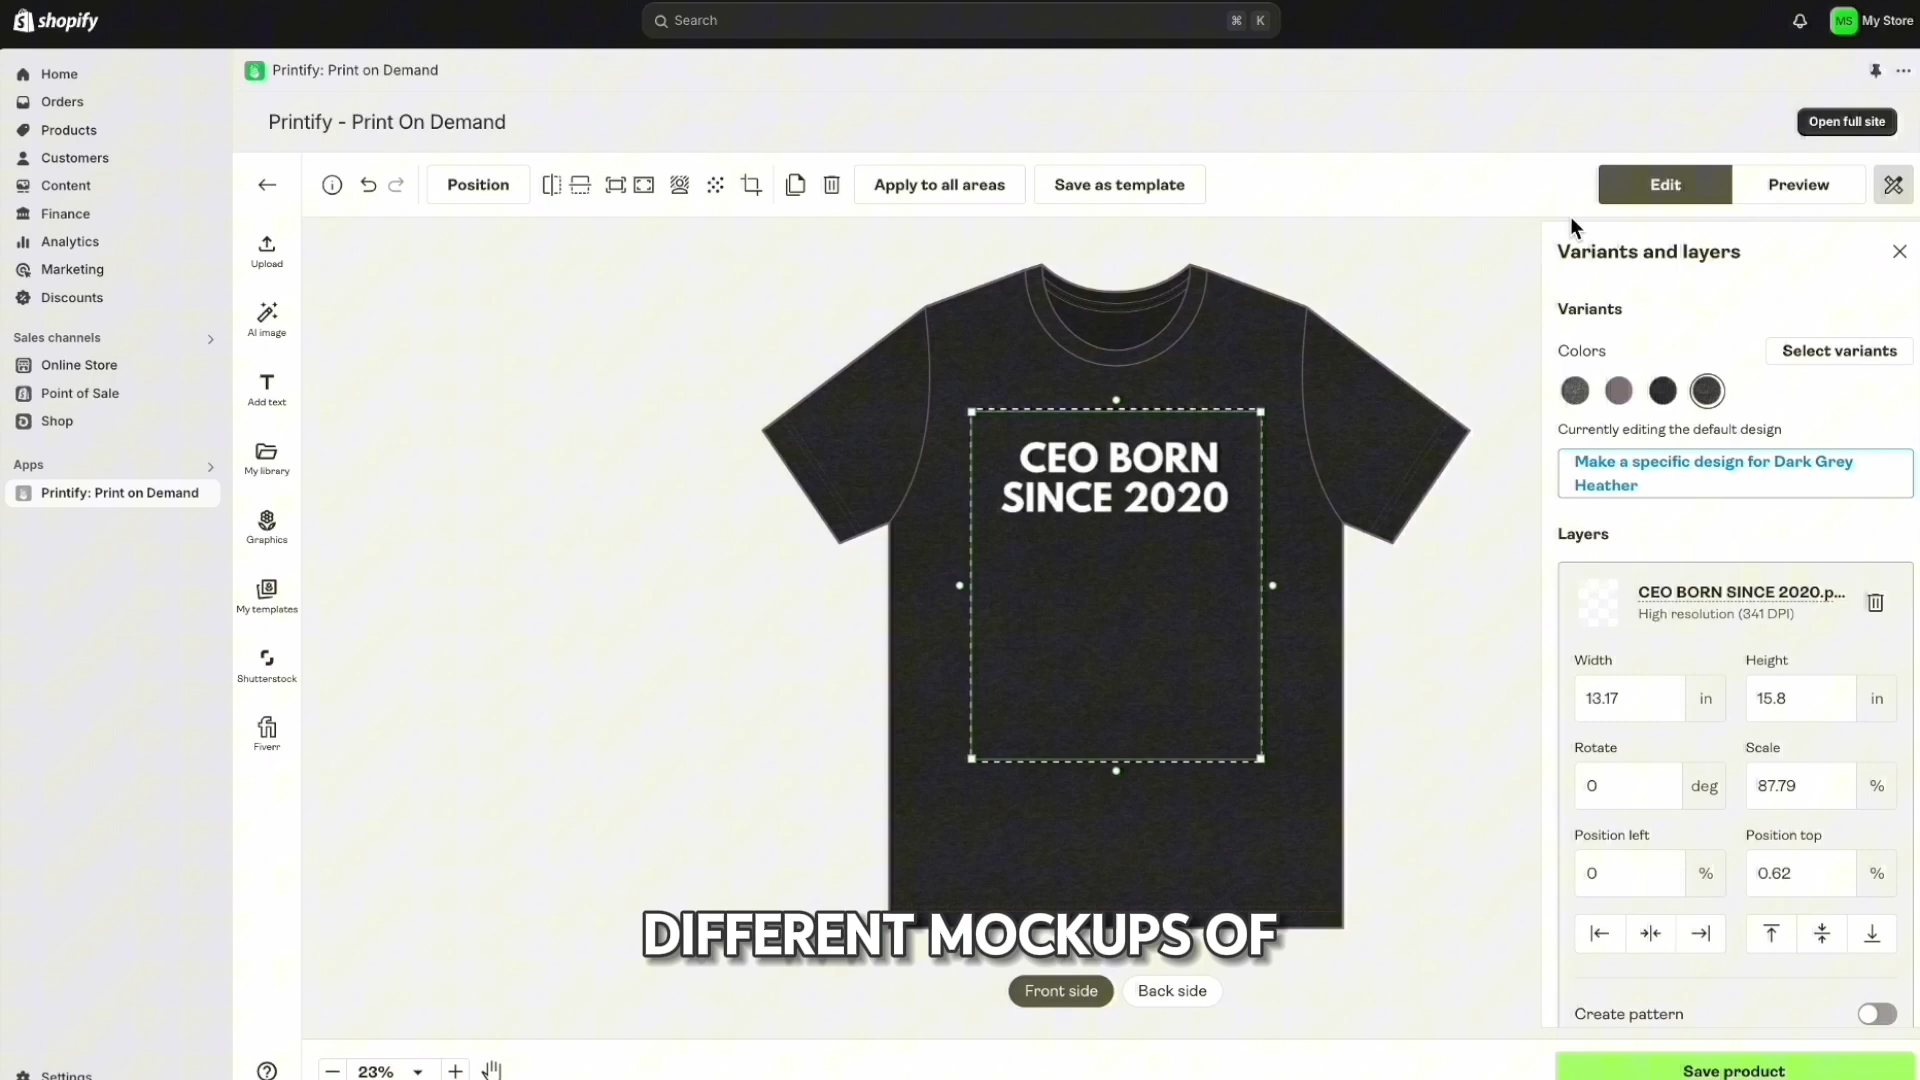 shopify
Search
⌘ K
MS
My Store
Home
Orders
Products
Customers
Content
Finance
Analytics
Marketing
Discounts
Sales channels
Online Store
Point of Sale
Shop
Apps
Printify: Print on Demand
Settings
Printify: Print on Demand
Printify - Print On Demand
Open full site
Position
Apply to all areas
Save as template
Edit
Preview
Upload
AI image
Add text
My library
Graphics
My templates
Shutterstock
Fiverr
CEO BORN
SINCE 2020
DIFFERENT MOCKUPS OF
Front side
Back side
23%
Variants and layers
Variants
Colors
Select variants
Currently editing the default design
Make a specific design for Dark Grey
Heather
Layers
CEO BORN SINCE 2020.p...
High resolution (341 DPI)
Width
Height
13.17 in
15.8 in
Rotate
Scale
0 deg
87.79 %
Position left
Position top
0 %
0.62 %
Create pattern
Save product